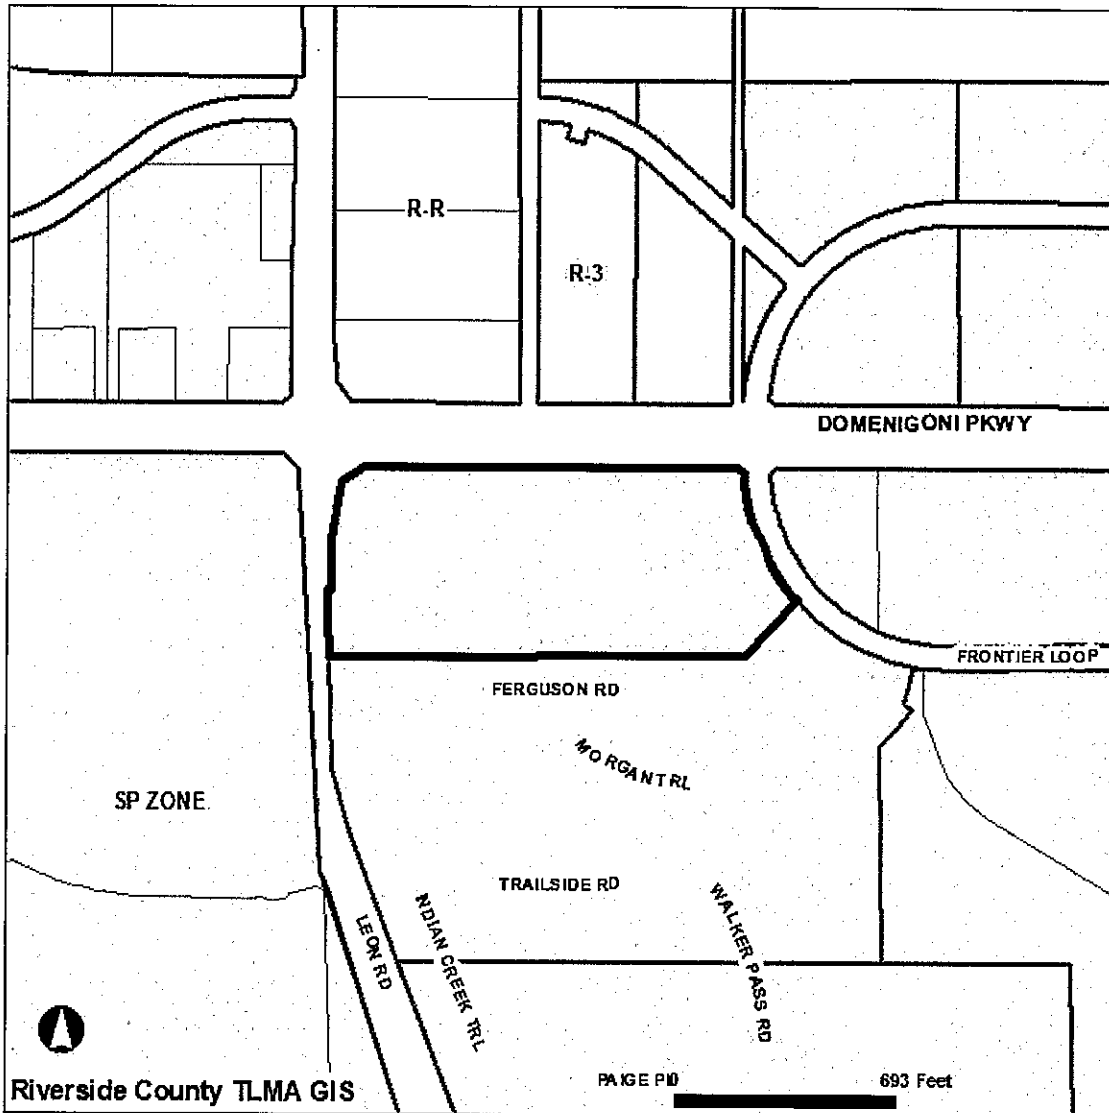 R-R
R-3
DOMENIGONI PKWY
FRONTIER LOOP
FERGUSON RD
MORGAN TRL
SP ZONE
TRAILSIDE RD
WALKER PASS RD
NDIAN CREEK TRL
LEON RD
PAIGE Pl0
693 Feet
Riverside County TLMA GIS